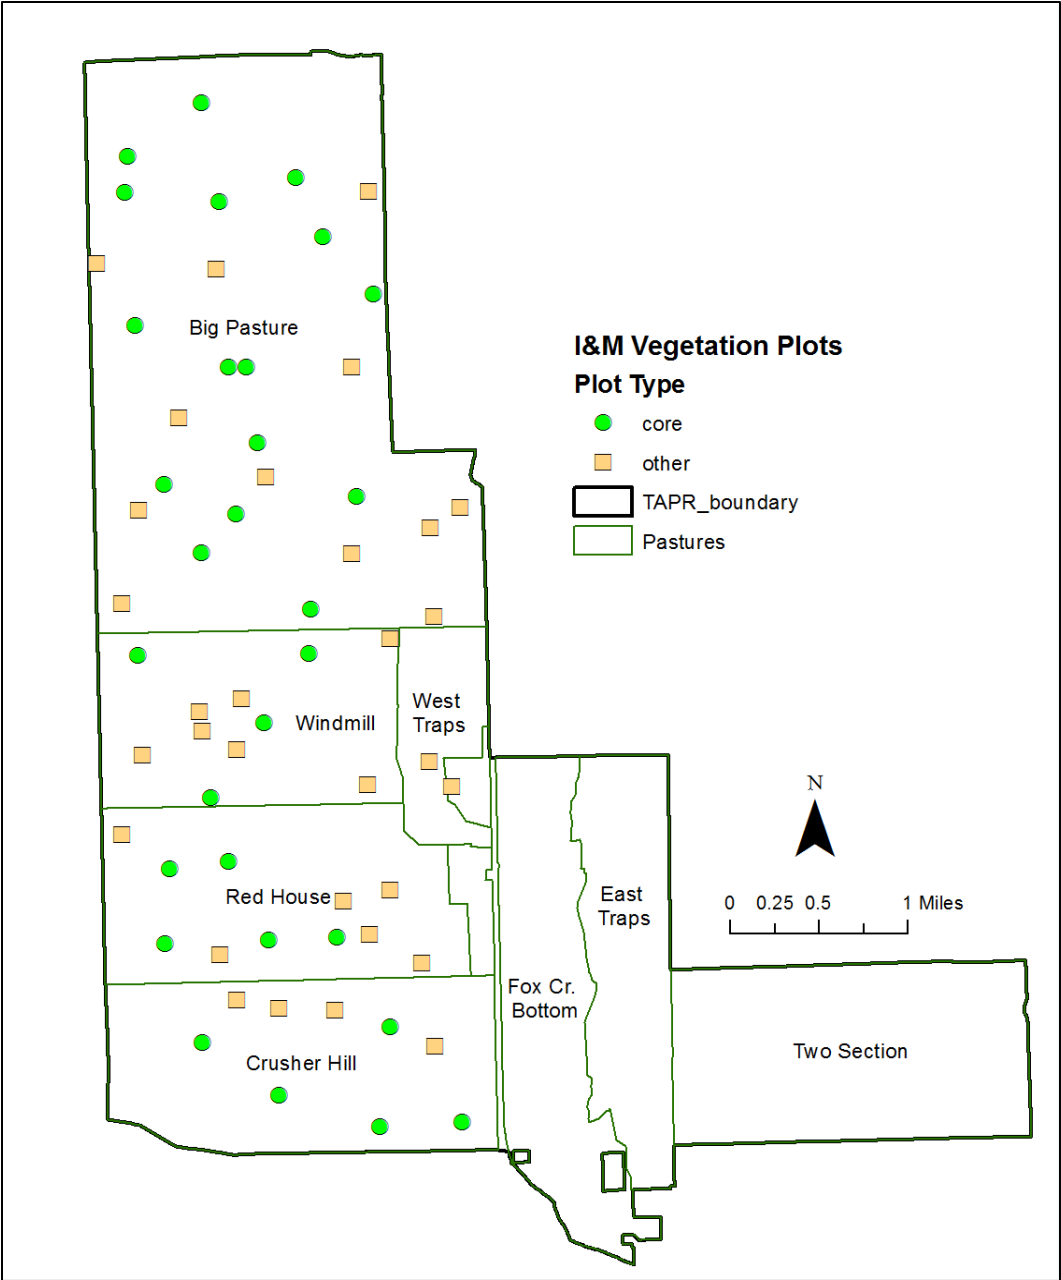 Big Pasture
I&M Vegetation Plots
Plot Type
core
other
TAPR_boundary
Pastures
West
Traps
Windmill
N
0 0.25 0.5 1 Miles
East
Traps
Red House
Fox Cr.
Bottom
Two Section
Crusher Hill